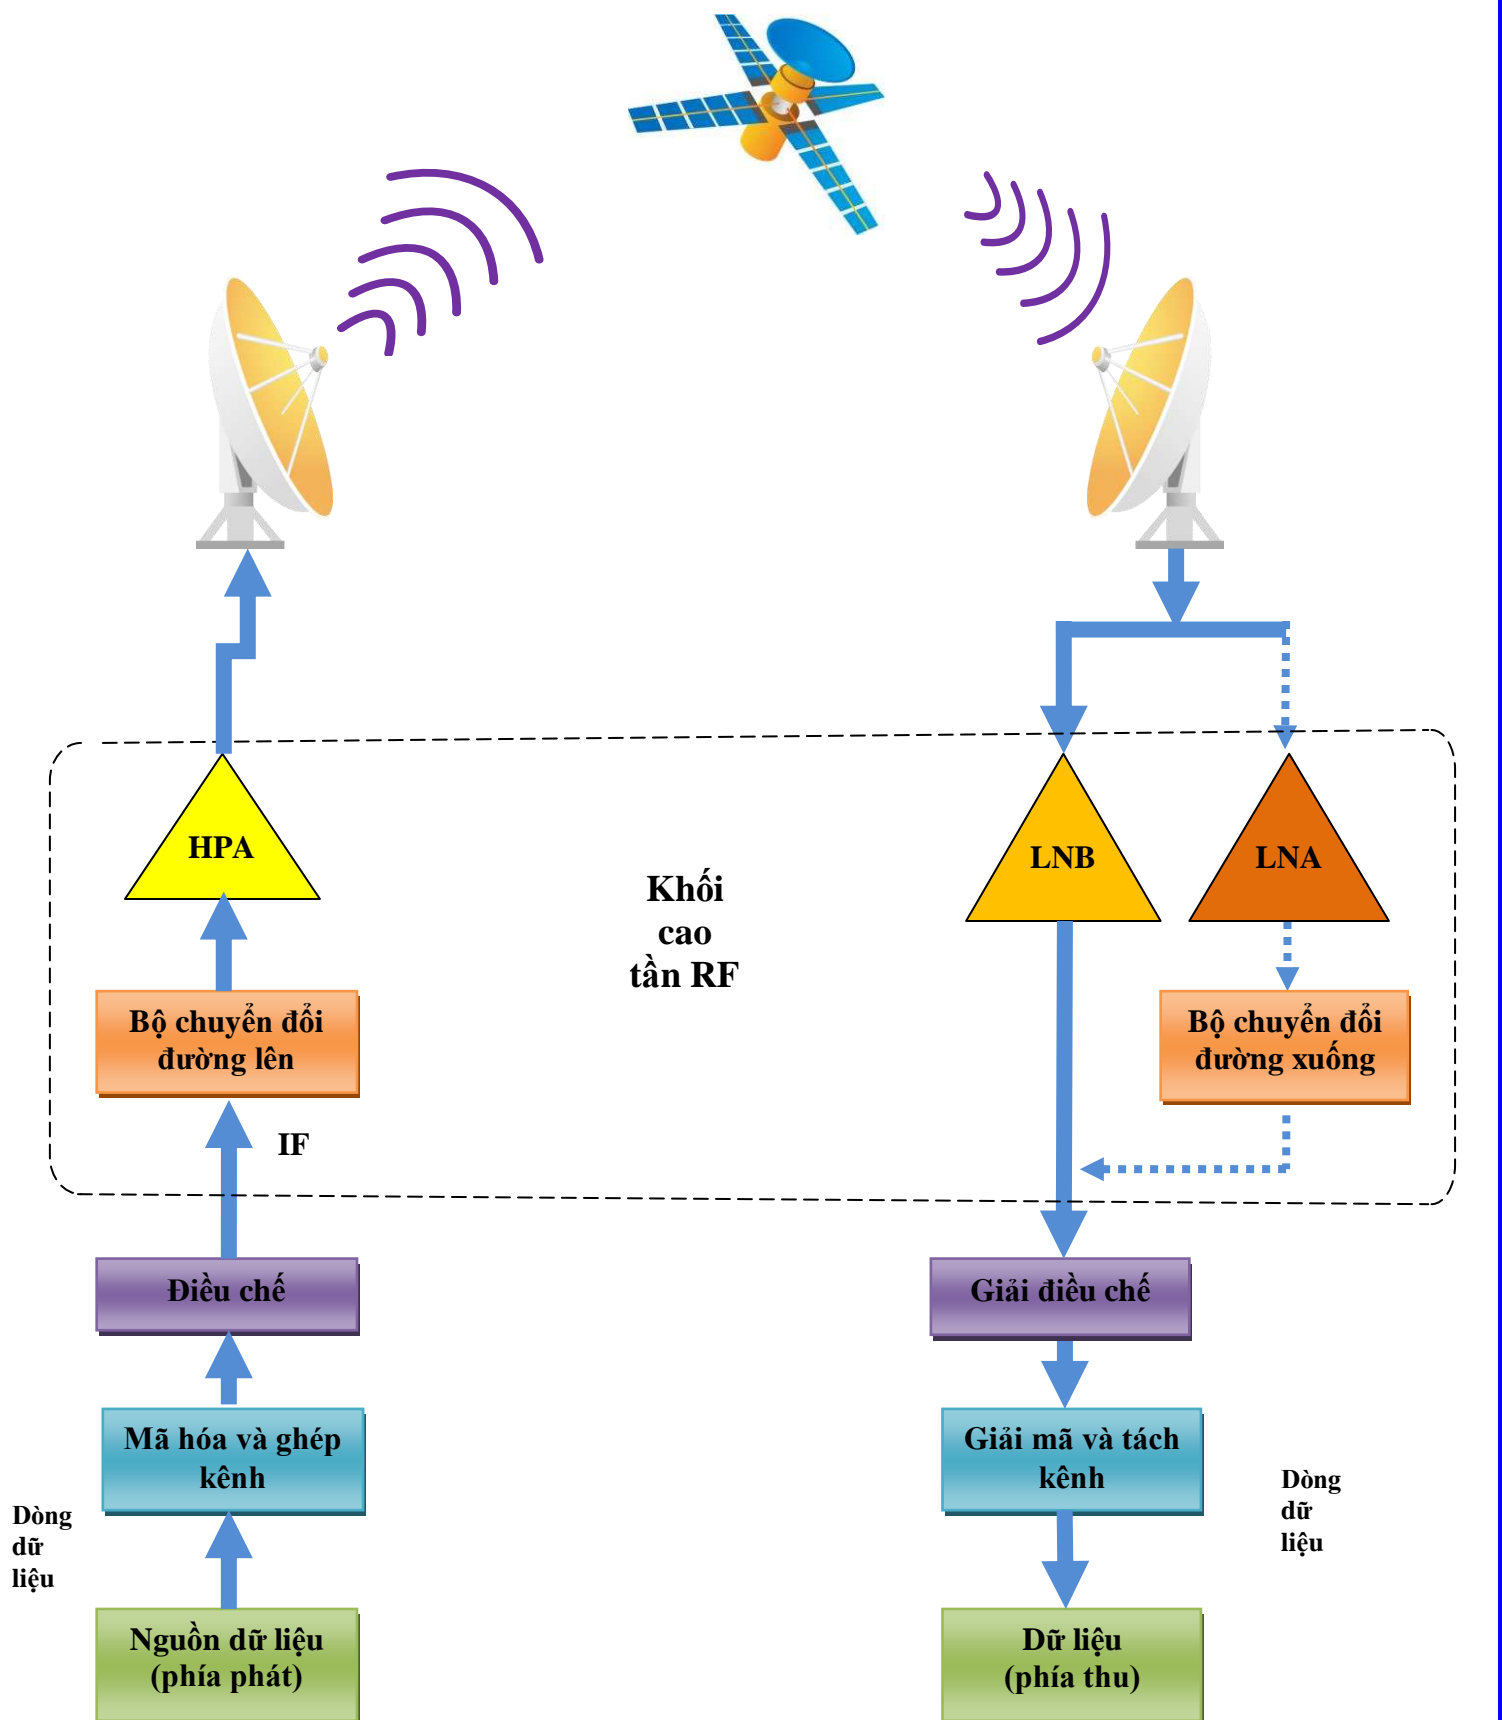 HPA
LNB
LNA
Khối
cao
tần RF
Bộ chuyển đổi
đường lên
Bộ chuyển đổi
đường xuống
IF
Điều chế
Giải điều chế
Mã hóa và ghép
kênh
Giải mã và tách
kênh
Dòng
dữ
liệu
Dòng
dữ
liệu
Nguồn dữ liệu
(phía phát)
Dữ liệu
(phía thu)